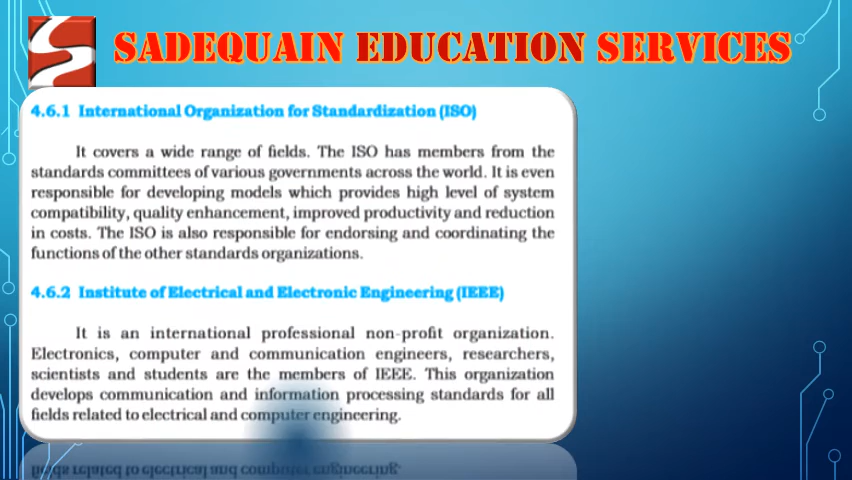 SADEQUAIN EDUCATION SERVICES
4.6.1 International Organization for Standardization (ISO)
It covers a wide range of fields. The ISO has members from the
standards committees of various governments across the world. It is even
responsible for developing models which provides high level of system
compatibility, quality enhancement, improved productivity and reduction
in costs. The ISO is also responsible for endorsing and coordinating the
functions of the other standards organizations.
4.6.2 Institute of Electrical and Electronic Engineering (IEEE)
It is an international professional non-profit organization.
Electronics, computer and communication engineers, researchers,
scientists and students are the members of IEEE. This organization
develops communication and information processing standards for all
fields related to electrical and computer engineering.